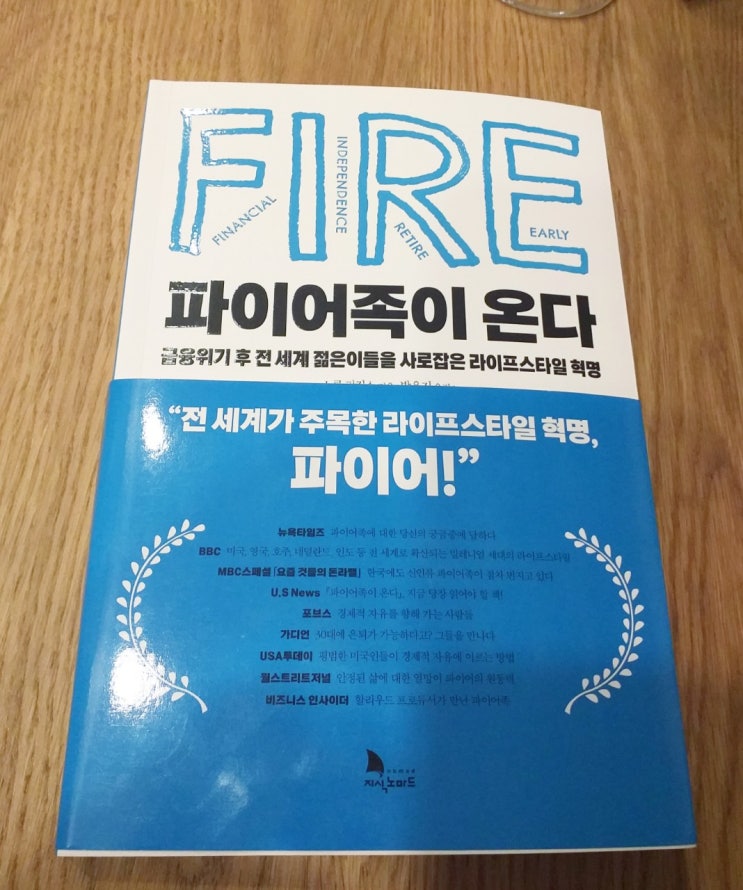 FIRE
FINANCIAL
INDEPENDENCE
RETIRE
EARLY
파이어족이 온다
금융위기 후 전 세계 젊은이들을 사로잡은 라이프스타일 혁명
“전 세계가 주목한 라이프스타일 혁명,
파이어!”
뉴욕타임즈 파이어족에 대한 당신의 궁금증에 답하다
BBC 미국, 영국, 호주, 네덜란드, 인도 등 전 세계로 확산되는 밀레니얼 세대의 라이프스타일
MBC스페셜 「요즘 것들의 돈라벨」 한국에도 신인류 파이어족이 점차 번지고 있다
U.S News 『파이어족이 온다』, 지금 당장 읽어야 할 책!
포브스 경제적 자유를 향해 가는 사람들
가디언 30대에 은퇴가 가능하다고? 그들을 만나다
USA투데이 평범한 미국인들이 경제적 자유에 이르는 방법
월스트리트저널 안정된 삶에 대한 열망이 파이어의 원동력
비즈니스 인사이더 할리우드 프로듀서가 만난 파이어족
지식노마드